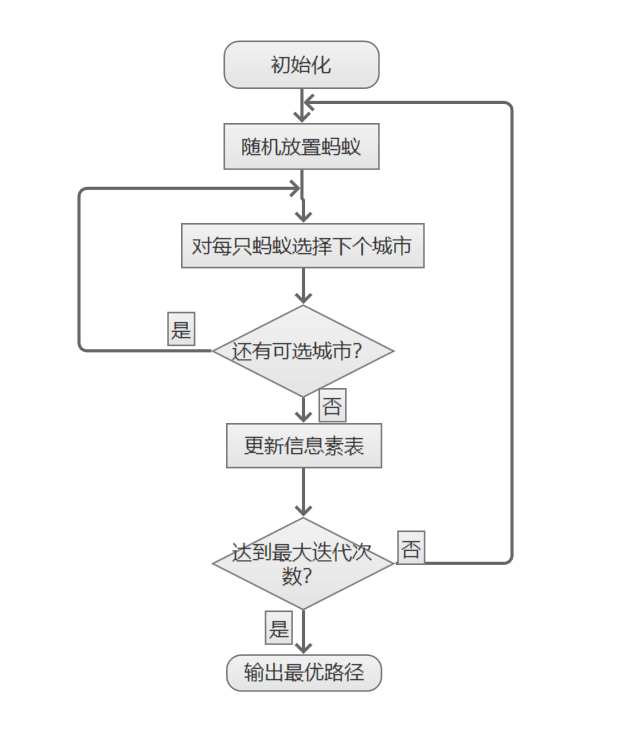 初始化
随机放置蚂蚁
对每只蚂蚁选择下个城市
是
还有可选城市?
否
更新信息素表
达到最大迭代次
数?
否
是
输出最优路径